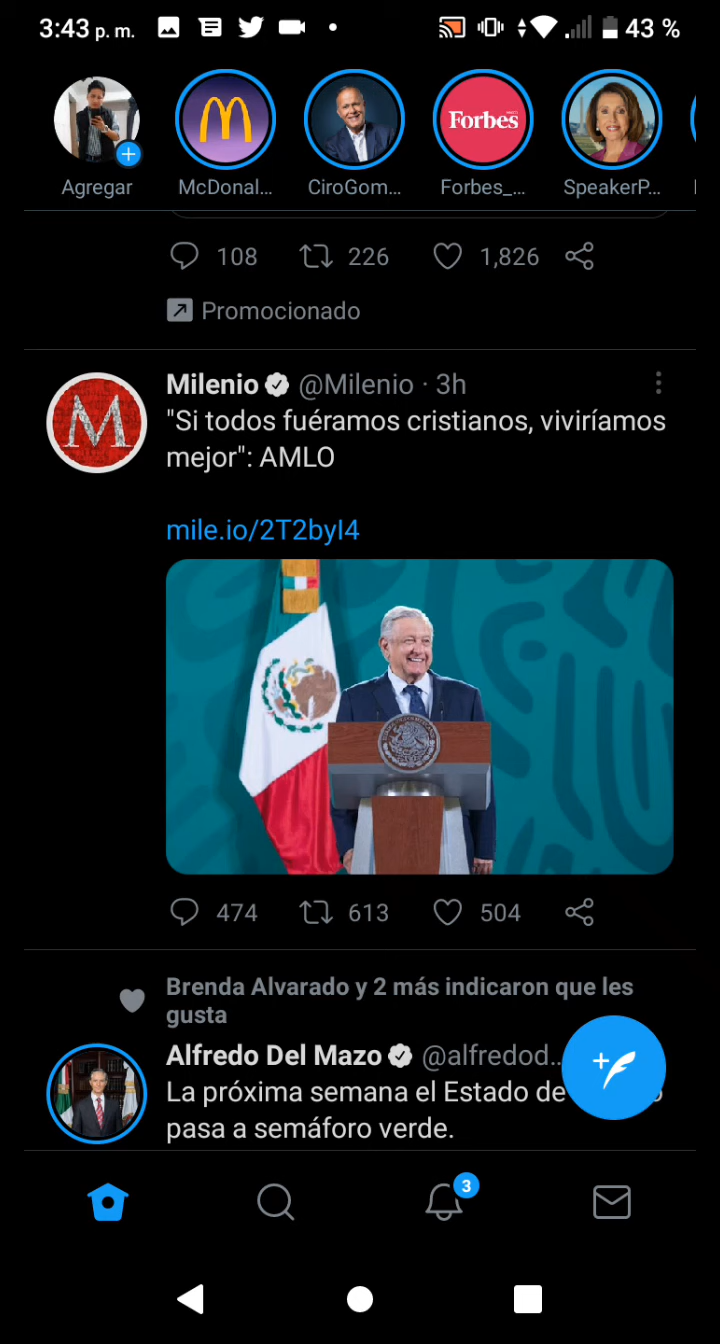 3:43 p. m.
43 %
Forbes
Agregar
McDonal...
CiroGom...
Forbes_...
SpeakerP...
108
226
1,826
Promocionado
Milenio @Milenio · 3h
"Si todos fuéramos cristianos, viviríamos
mejor": AMLO
mile.io/2T2byI4
474
613
504
Brenda Alvarado y 2 más indicaron que les
gusta
Alfredo Del Mazo @alfredod...
La próxima semana el Estado de
pasa a semáforo verde.
3